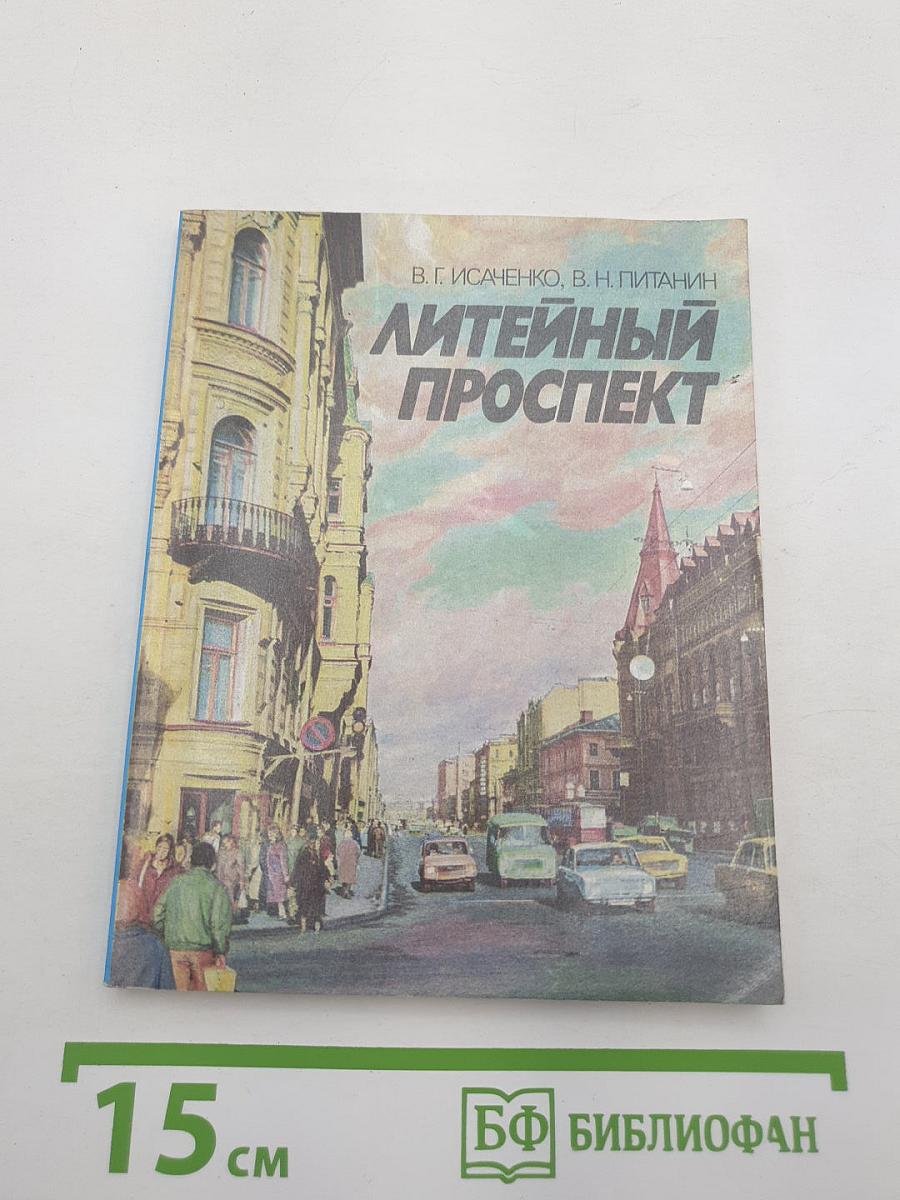 В. Г. ИСАЧЕНКО, В. Н. ПИТАНИН
ЛИТЕЙНЫЙ
ПРОСПЕКТ
15 см
БФ БИБЛИОФАН